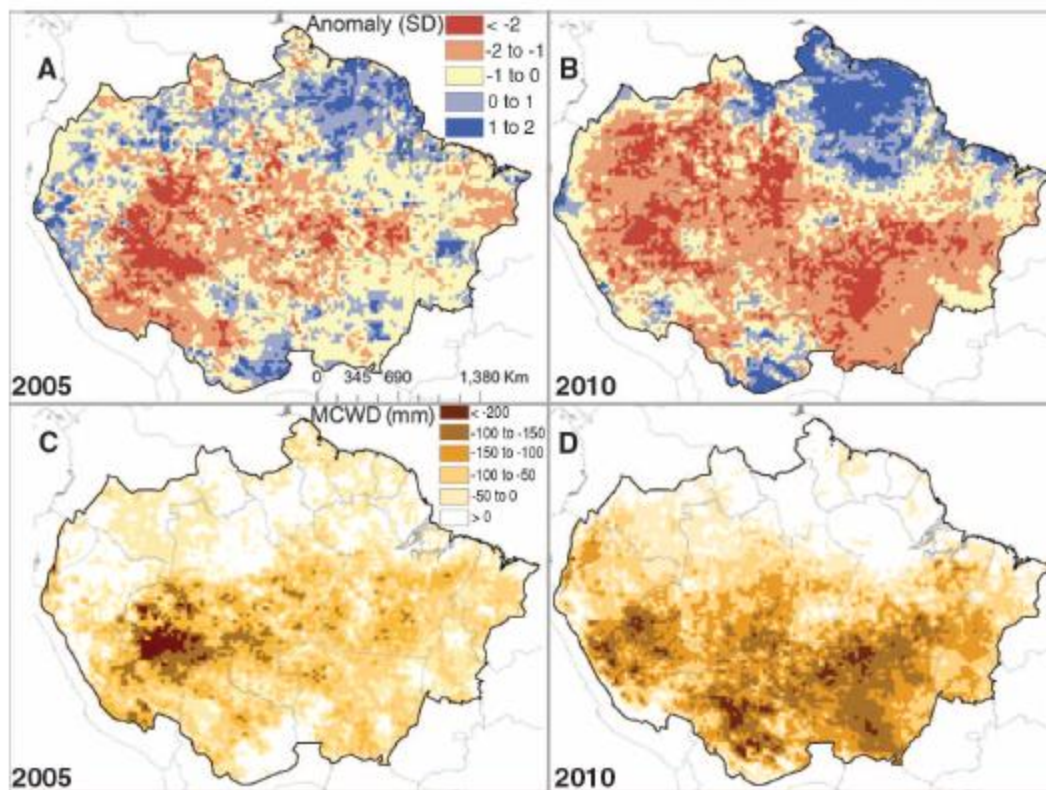 A
Anomaly (SD)
< -2
-2 to -1
-1 to 0
0 to 1
1 to 2
2005
0 345 690 1,380 Km
B
2010
C
MCWD (mm)
< -200
-100 to -150
-150 to -100
-100 to -50
-50 to 0
> 0
2005
D
2010